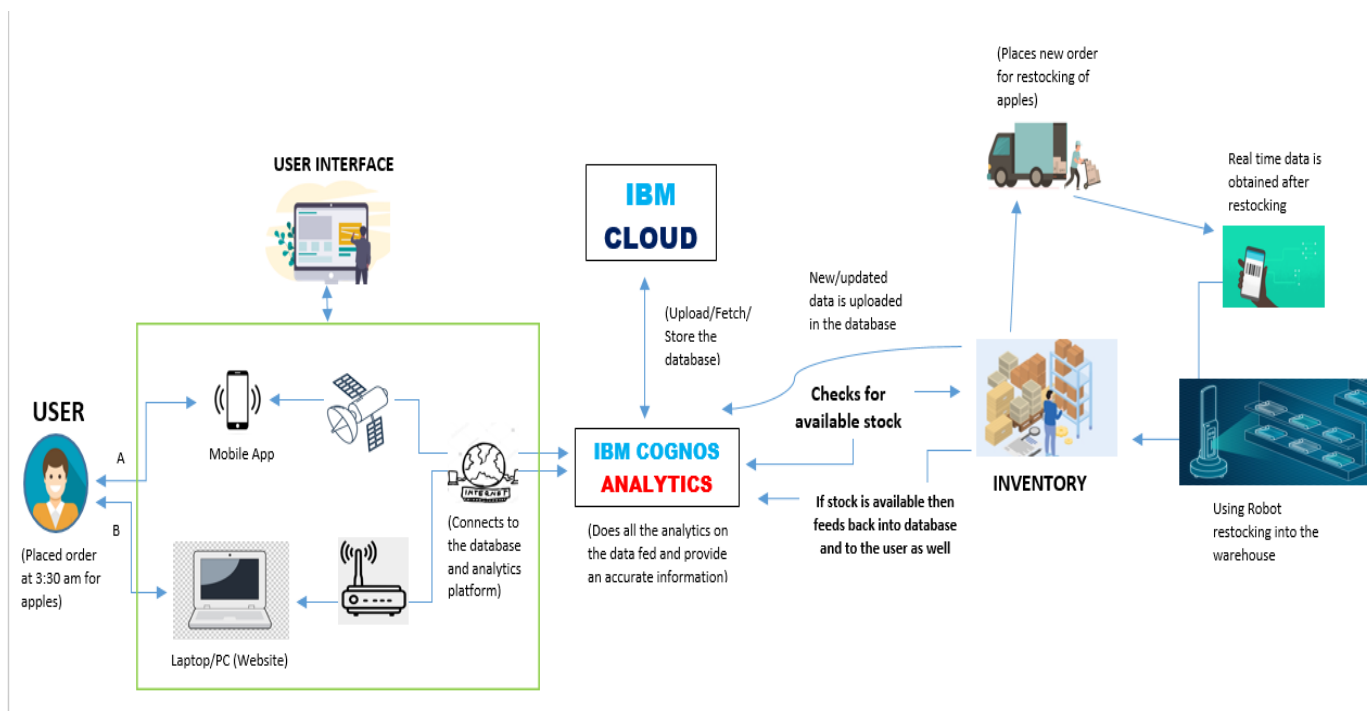 USER INTERFACE
USER
A
B
(Placed order
at 3:30 am for
apples)
Mobile App
Laptop/PC (Website)
INTERNET
(Connects to
the database
and analytics
platform)
IBM
CLOUD
(Upload/Fetch/
Store the
database)
IBM COGNOS
ANALYTICS
(Does all the analytics on
the data fed and provide
an accurate information)
New/updated
data is uploaded
in the database
Checks for
available stock
If stock is available then
feeds back into database
and to the user as well
(Places new order
for restocking of
apples)
Real time data is
obtained after
restocking
INVENTORY
Using Robot
restocking into the
warehouse